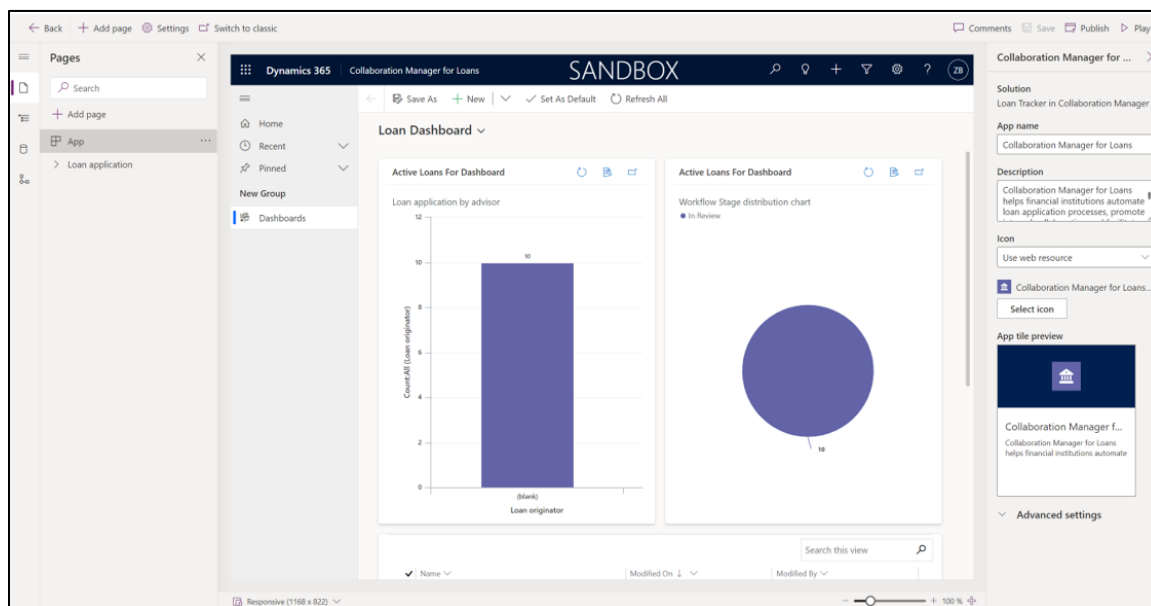 Back
Add page
Settings
Switch to classic
Comments
Save
Publish
Play
Pages
Search
Add page
App
Loan application
Dynamics 365
Collaboration Manager for Loans
SANDBOX
ZB
Home
Recent
Pinned
New Group
Dashboards
Save As
New
Set As Default
Refresh All
Loan Dashboard
Active Loans For Dashboard
Loan application by advisor
12
10
8
6
4
2
0
10
Count:All (Loan originator)
(blank)
Loan originator
Active Loans For Dashboard
Workflow Stage distribution chart
In Review
10
Search this view
Name
Modified On
Modified By
Responsive (1168 x 822)
100 %
Collaboration Manager for ...
Solution
Loan Tracker in Collaboration Manager
App name
Collaboration Manager for Loans
Description
Collaboration Manager for Loans
helps financial institutions automate
loan application processes, promote
Icon
Use web resource
Collaboration Manager for Loans...
Select icon
App tile preview
Collaboration Manager f...
Collaboration Manager for Loans
helps financial institutions automate
Advanced settings